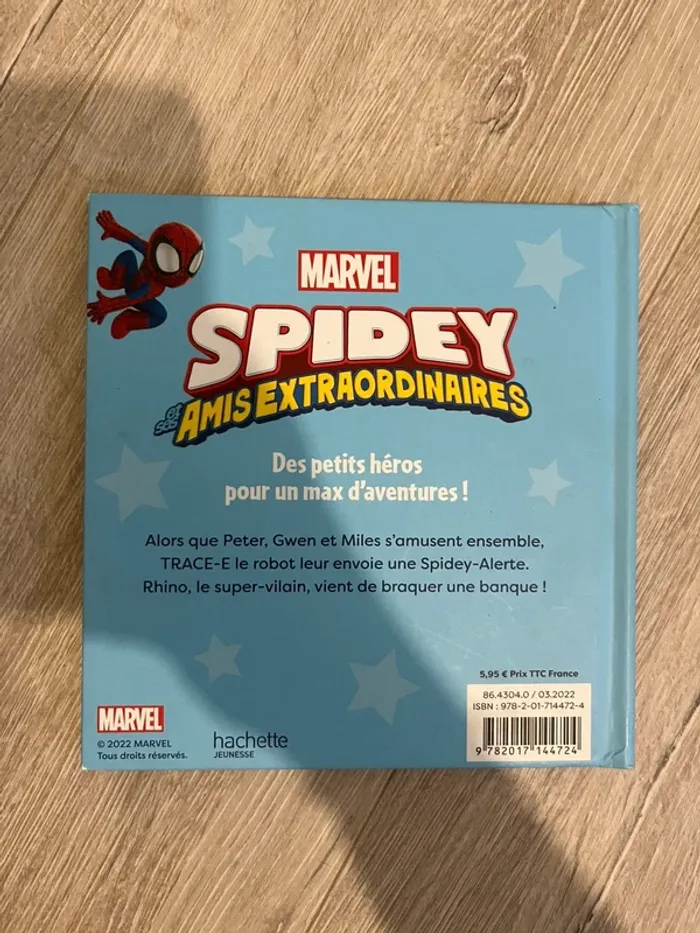 MARVEL
SPIDEY
et ses
AMIS EXTRAORDINAIRES
Des petits héros
pour un max d'aventures !
Alors que Peter, Gwen et Miles s'amusent ensemble,
TRACE-E le robot leur envoie une Spidey-Alerte.
Rhino, le super-vilain, vient de braquer une banque !
5,95 € Prix TTC France
86.4304.0 / 03.2022
ISBN : 978-2-01-714472-4
9 782017 144724
MARVEL
© 2022 MARVEL
Tous droits réservés.
hachette
JEUNESSE